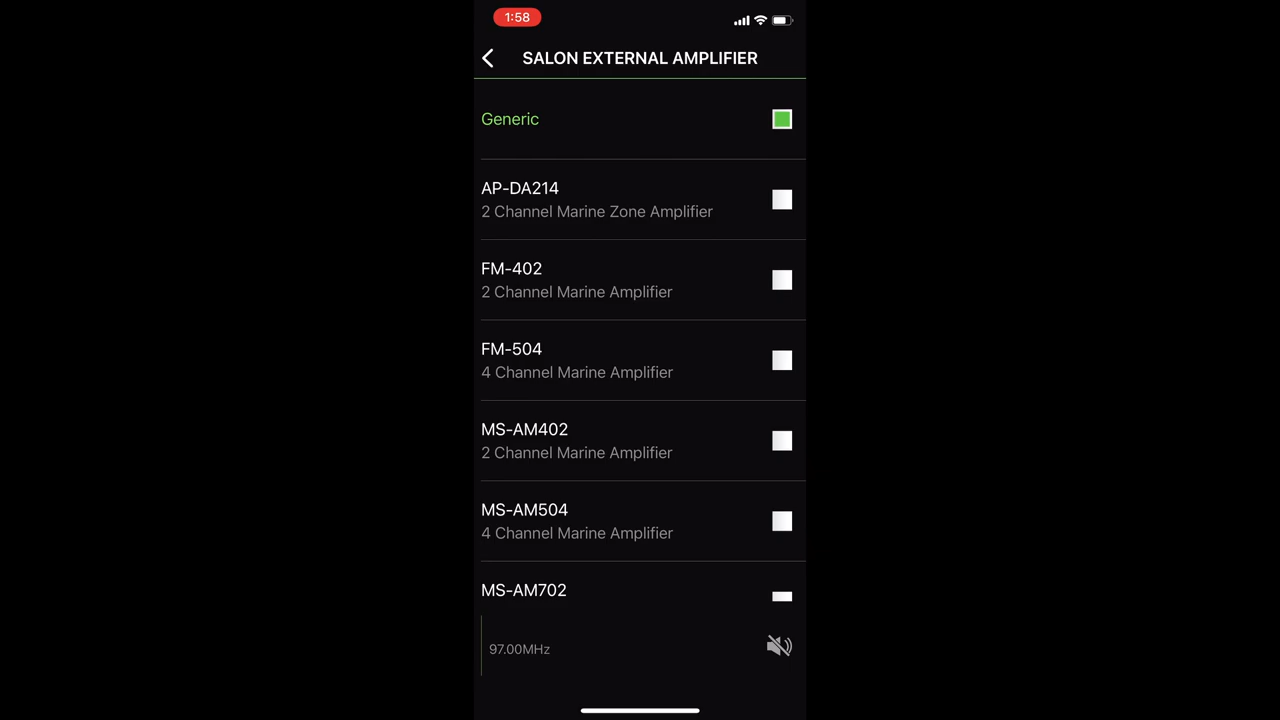 1:58
SALON EXTERNAL AMPLIFIER
Generic
AP-DA214
2 Channel Marine Zone Amplifier
FM-402
2 Channel Marine Amplifier
FM-504
4 Channel Marine Amplifier
MS-AM402
2 Channel Marine Amplifier
MS-AM504
4 Channel Marine Amplifier
MS-AM702
97.00MHz